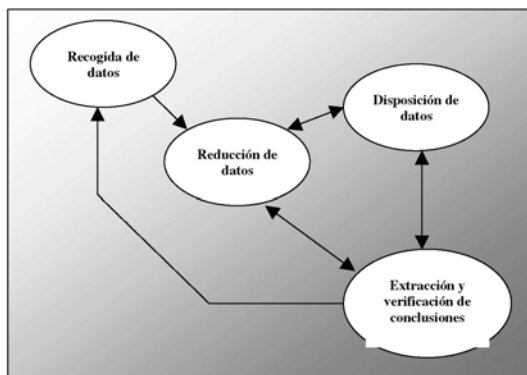 Recogida de
datos
Disposición de
datos
Reducción de
datos
Extracción y
verificación de
conclusiones